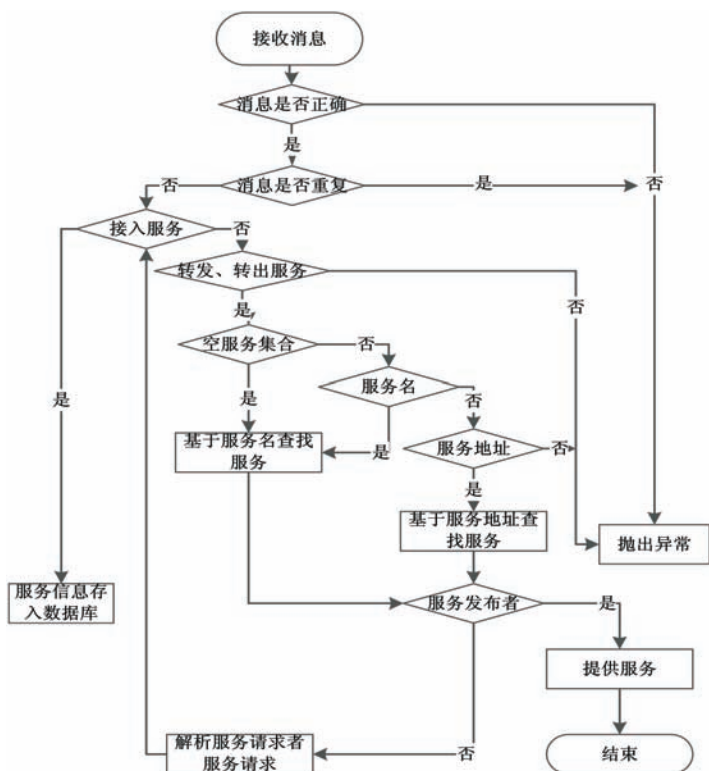 接收消息
消息是否正确
是
消息是否重复
否
是
否
接入服务
否
转发、转出服务
是
否
空服务集合
否
服务名
是
是
否
基于服务名查找
服务
是
服务地址
否
是
基于服务地址查
找服务
抛出异常
服务信息存
入数据库
服务发布者
是
提供服务
解析服务请求者
服务请求
否
结束